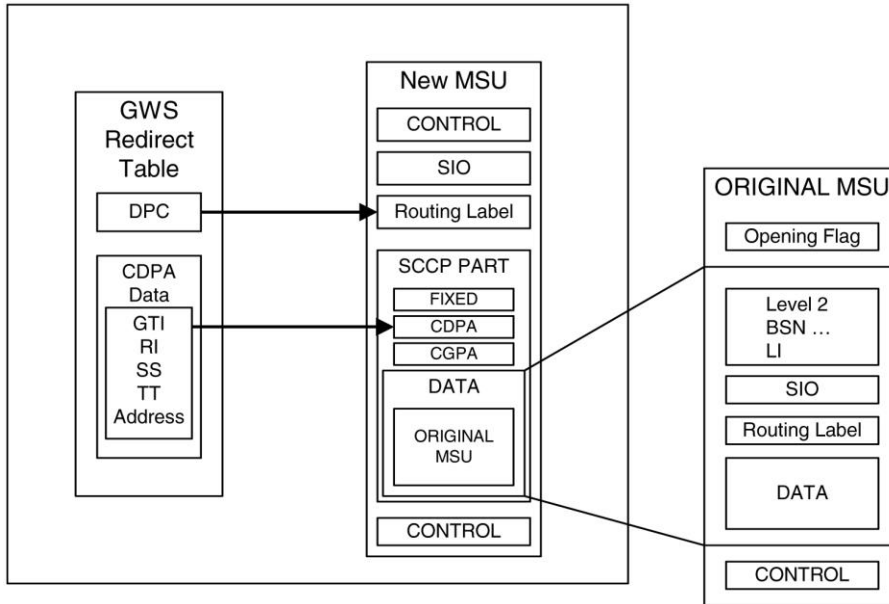 GWS
Redirect
Table
DPC
CDPA
Data
GTI
RI
SS
TT
Address
New MSU
CONTROL
SIO
Routing Label
SCCP PART
FIXED
CDPA
CGPA
DATA
ORIGINAL
MSU
CONTROL
ORIGINAL MSU
Opening Flag
Level 2
BSN ...
LI
SIO
Routing Label
DATA
CONTROL